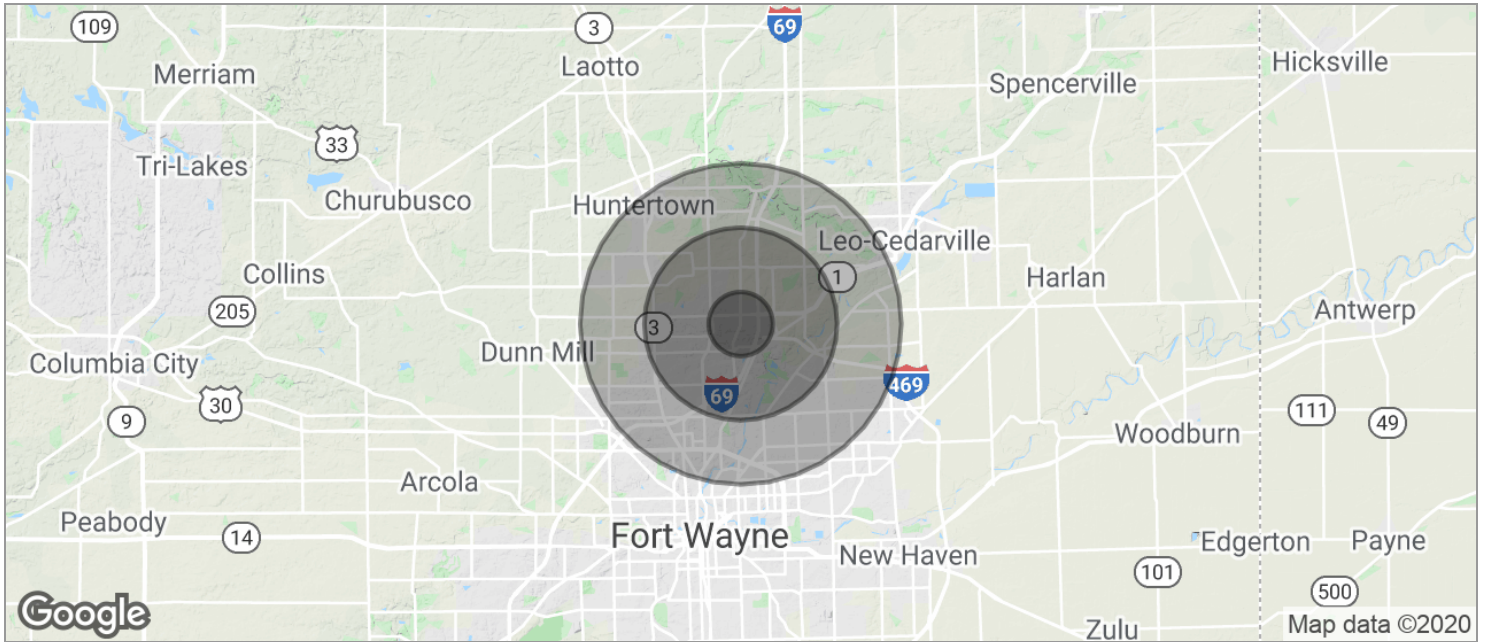 109
3
69
Merriam
Laotto
Spencerville
Hicksville
33
Tri-Lakes
Churubusco
Huntertown
Leo-Cedarville
Collins
1
Harlan
205
3
Antwerp
Dunn Mill
Columbia City
69
469
30
9
111
49
Woodburn
Arcola
Peabody
14
Fort Wayne
New Haven
Edgerton
Payne
101
500
Google
Zulu
Map data ©2020